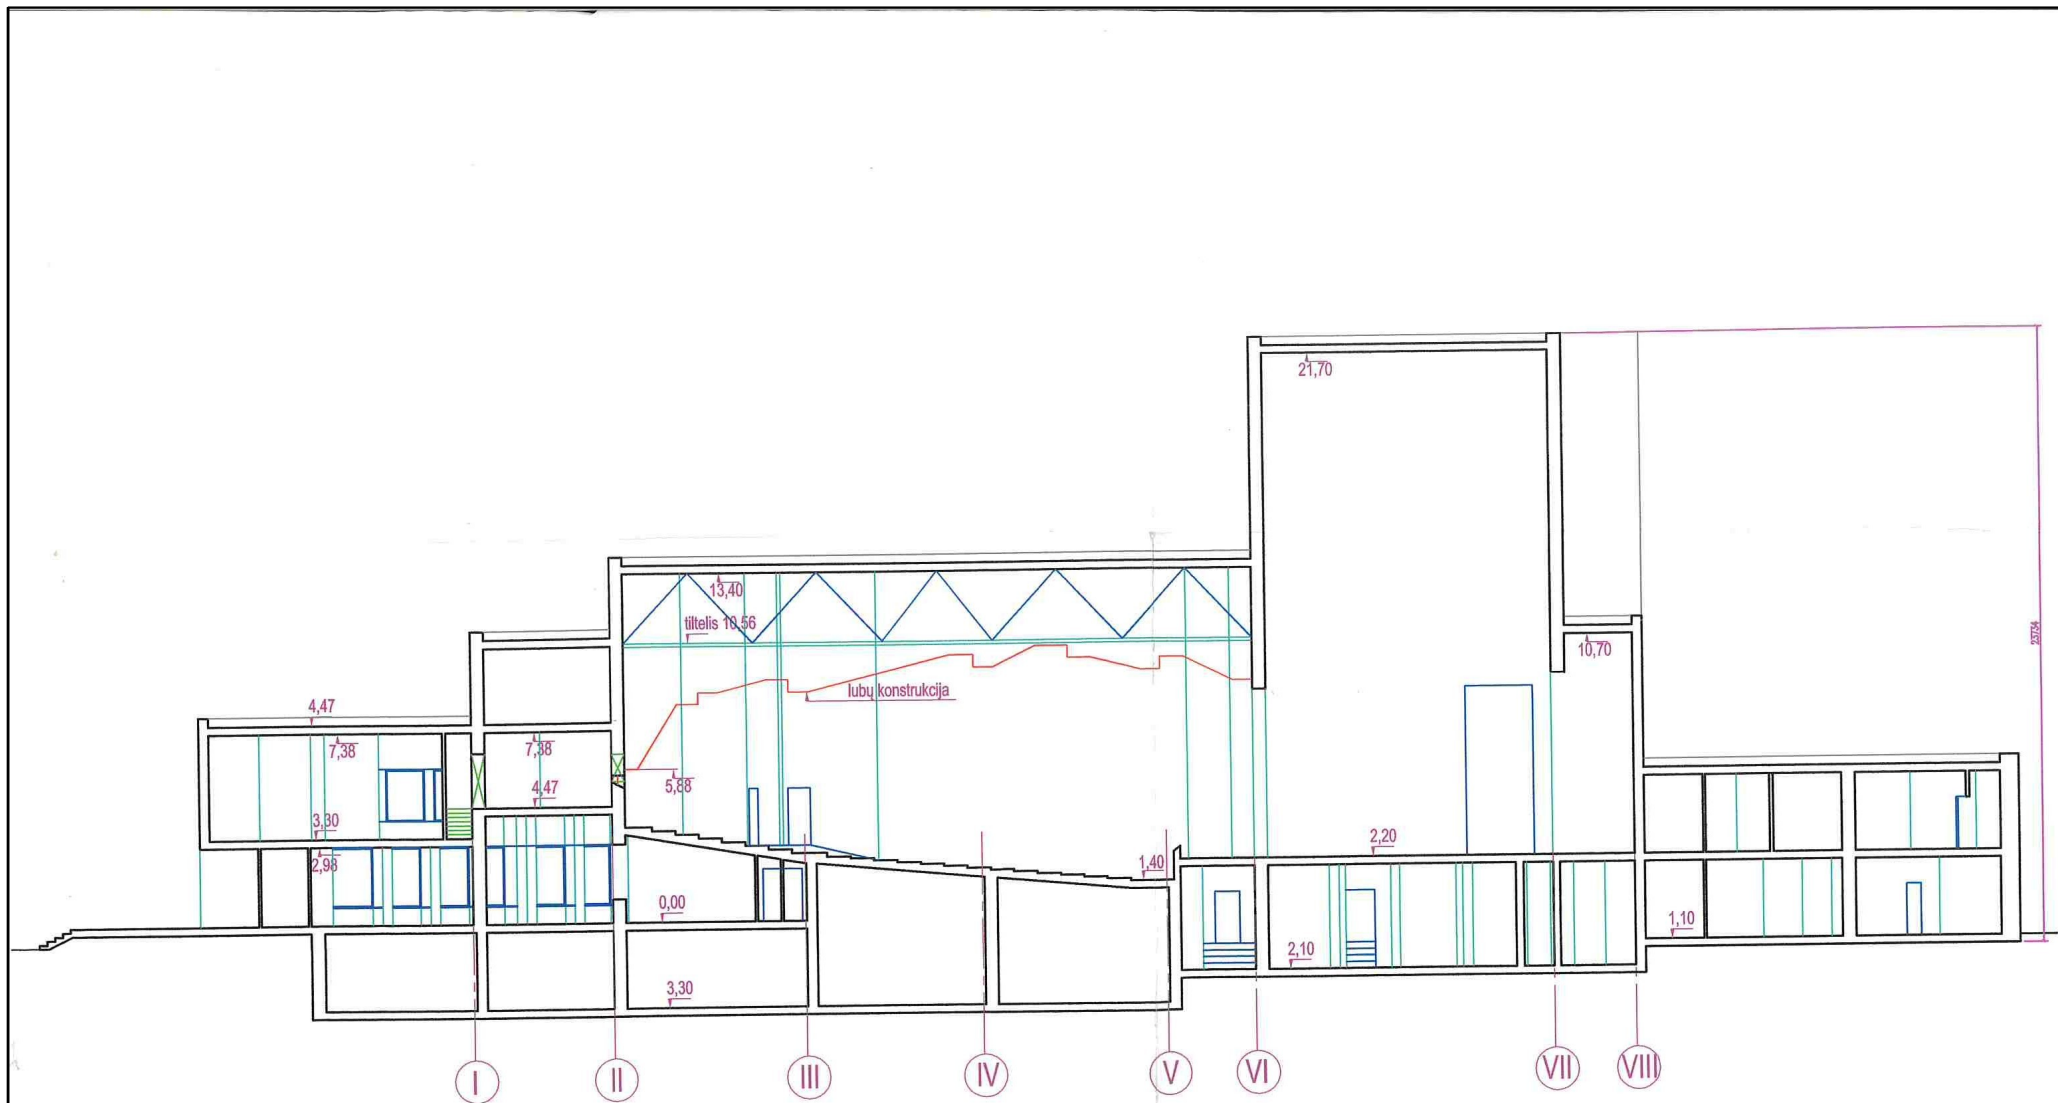 21,70
23734
13,40
tiltelis 10,56
10,70
lubų konstrukcija
4,47
7,38
7,38
5,88
4,47
3,30
2,98
2,20
1,40
0,00
1,10
2,10
3,30
I
II
III
IV
V
VI
VII
VIII